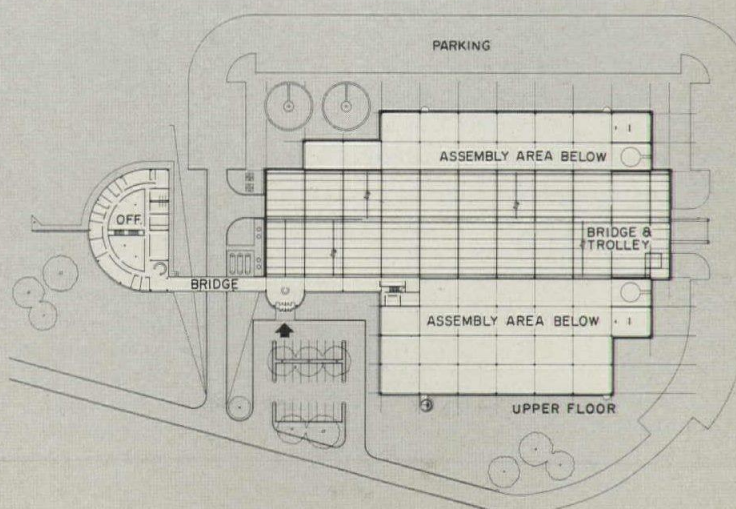 PARKING
ASSEMBLY AREA BELOW
OFF.
BRIDGE &
TROLLEY
BRIDGE
ASSEMBLY AREA BELOW
UPPER FLOOR